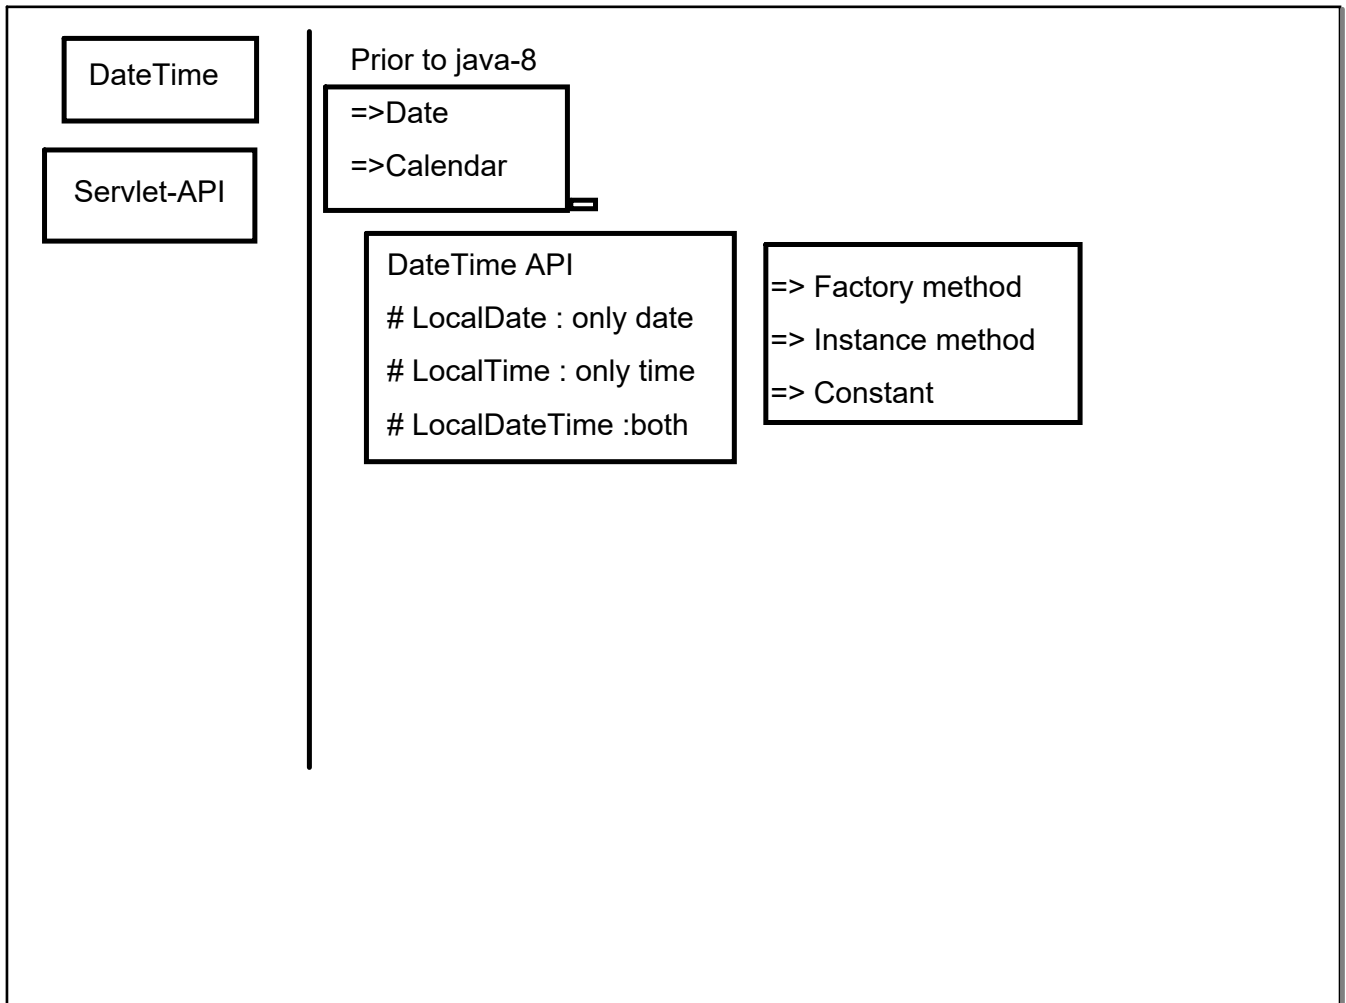 DateTime
Servlet-API
Prior to java-8
=>Date
=>Calendar
DateTime API
# LocalDate : only date
# LocalTime : only time
# LocalDateTime :both
=> Factory method
=> Instance method
=> Constant